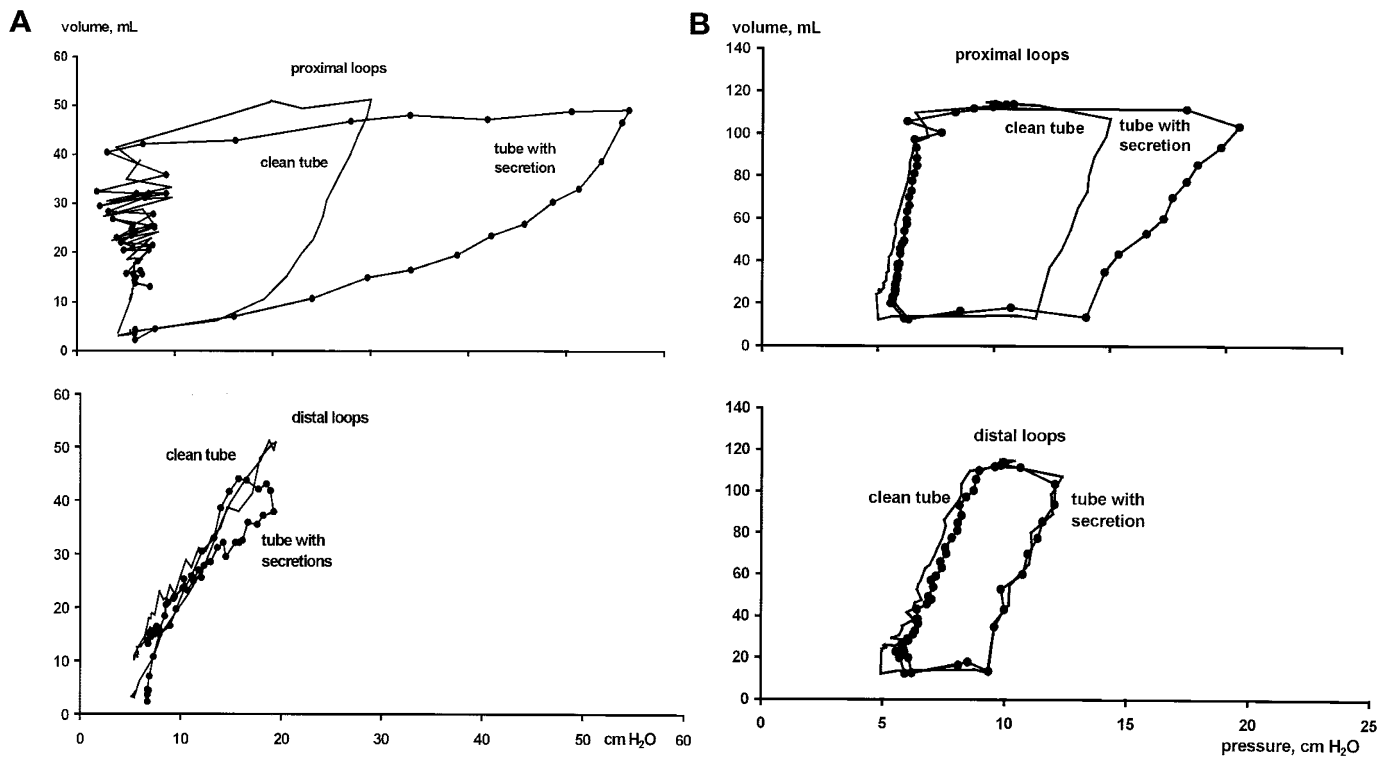 A
volume, mL
60
proximal loops
50
40
clean tube
tube with
secretion
30
20
10
0
60
distal loops
50
clean tube
40
tube with
secretions
30
20
10
0
0 10 20 30 40 50 cm H₂O 60
B
volume, mL
140
proximal loops
120
clean tube
tube with
secretion
100
80
60
40
20
0
140
distal loops
120
clean tube
tube with
secretion
100
80
60
40
20
0
0 5 10 15 20 25
pressure, cm H₂O